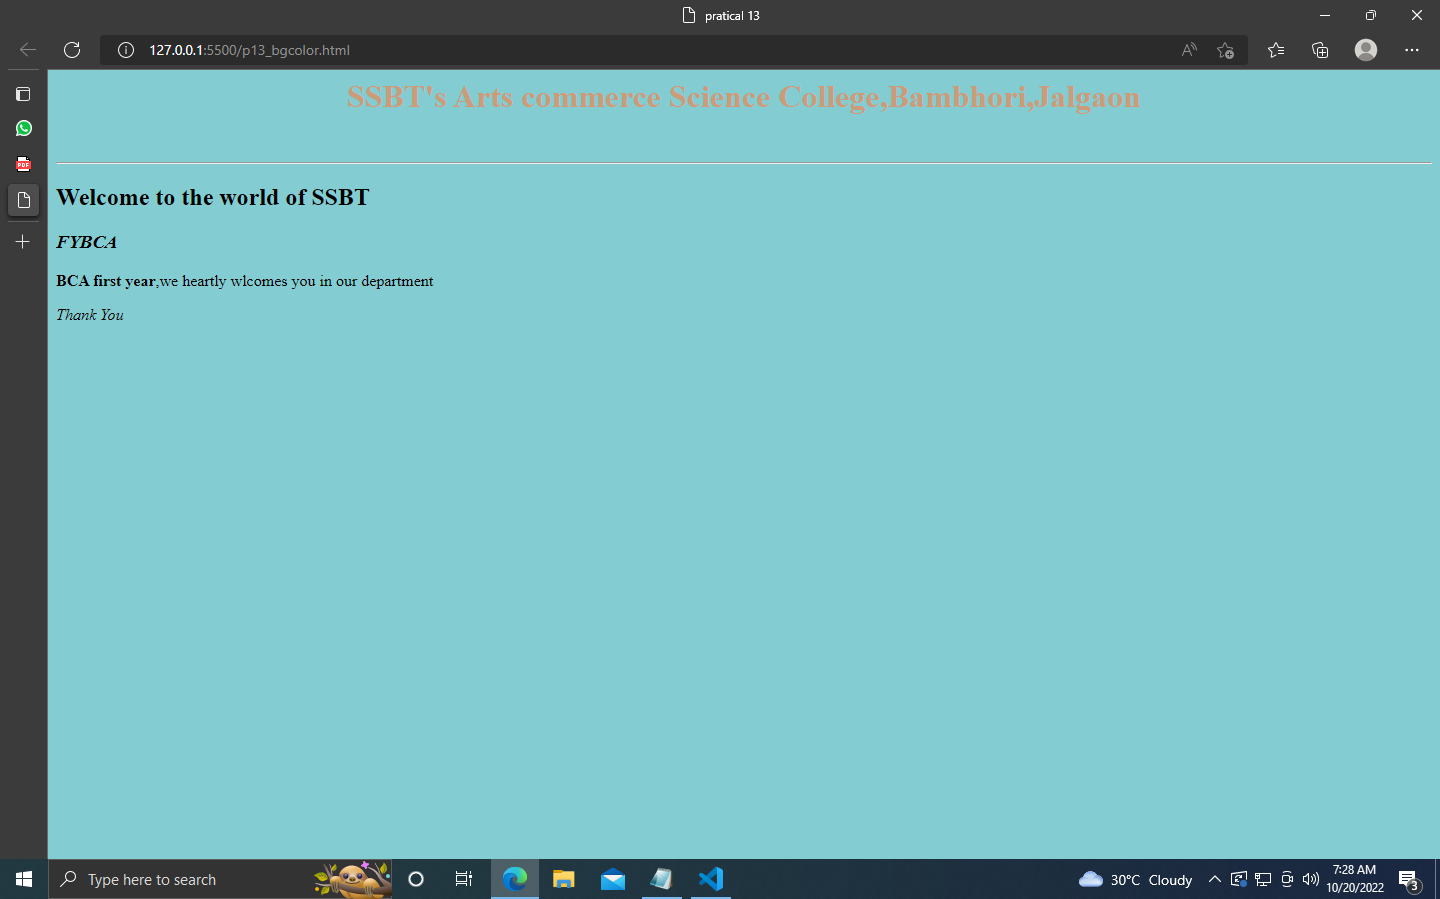 pratical 13
127.0.0.1:5500/p13_bgcolor.html
SSBT's Arts commerce Science College,Bambhori,Jalgaon
Welcome to the world of SSBT
FYBCA
BCA first year,we heartly wlcomes you in our department
Thank You
PDF
Type here to search
30°C Cloudy
7:28 AM
10/20/2022
3